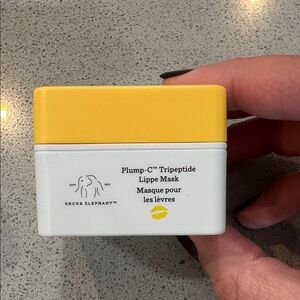 Plump-C™ Tripeptide
Lippe Mask
Masque pour
les lèvres
DRUNK ELEPHANT™